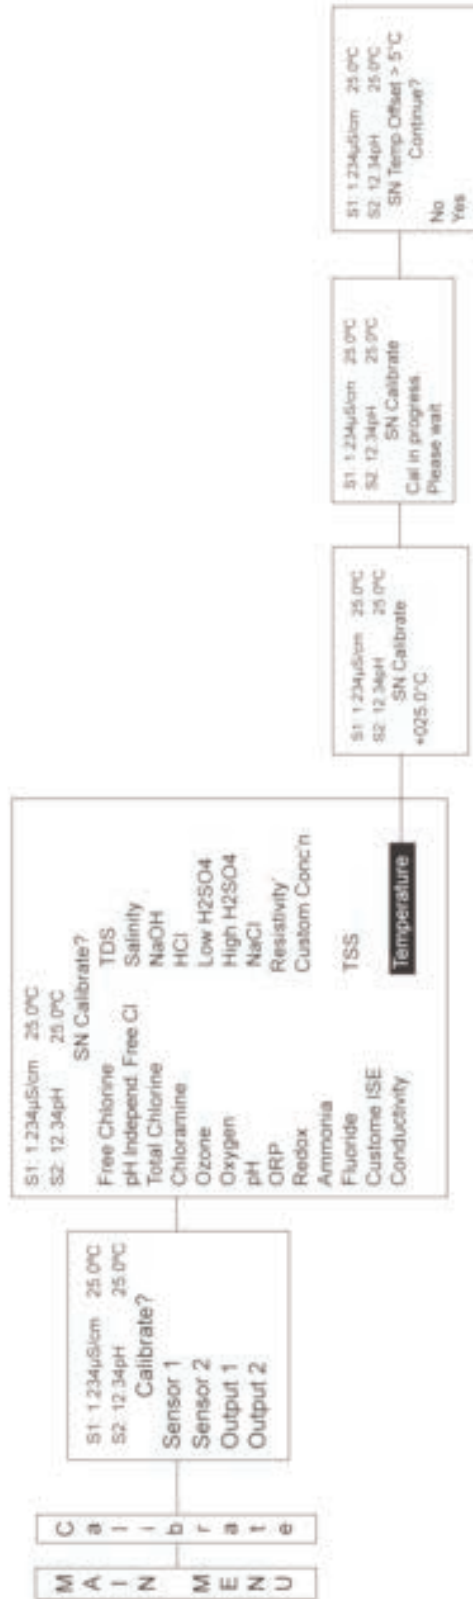 MAIN MENU
Calibrate
S1: 1.234µS/cm 25.0ºC
S2: 12.34pH 25.0ºC
Calibrate?
Sensor 1
Sensor 2
Output 1
Output 2
S1: 1.234µS/cm 25.0ºC
S2: 12.34pH 25.0ºC
SN Calibrate?
Free Chlorine
pH Independ. Free Cl
Total Chlorine
Chloramine
Ozone
Oxygen
pH
ORP
Redox
Ammonia
Fluoride
Custome ISE
Conductivity
TDS
Salinity
NaOH
HCl
Low H2SO4
High H2SO4
NaCl
Resistivity
Custom Conc'n
TSS
Temperature
S1: 1.234µS/cm 25.0ºC
S2: 12.34pH 25.0ºC
SN Calibrate
+025.0°C
S1: 1.234µS/cm 25.0ºC
S2: 12.34pH 25.0ºC
SN Calibrate
Cal in progress
Please wait
S1: 1.234µS/cm 25.0ºC
S2: 12.34pH 25.0ºC
SN Temp Offset > 5°C
Continue?
No
Yes